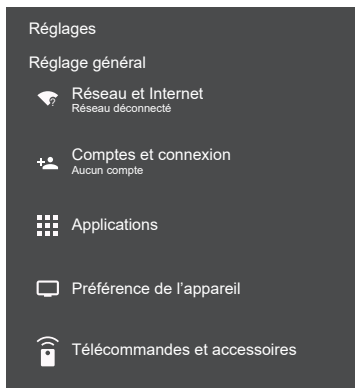 Réglages
Réglage général
Réseau et Internet
Réseau déconnecté
Comptes et connexion
Aucun compte
Applications
Préférence de l'appareil
Télécommandes et accessoires